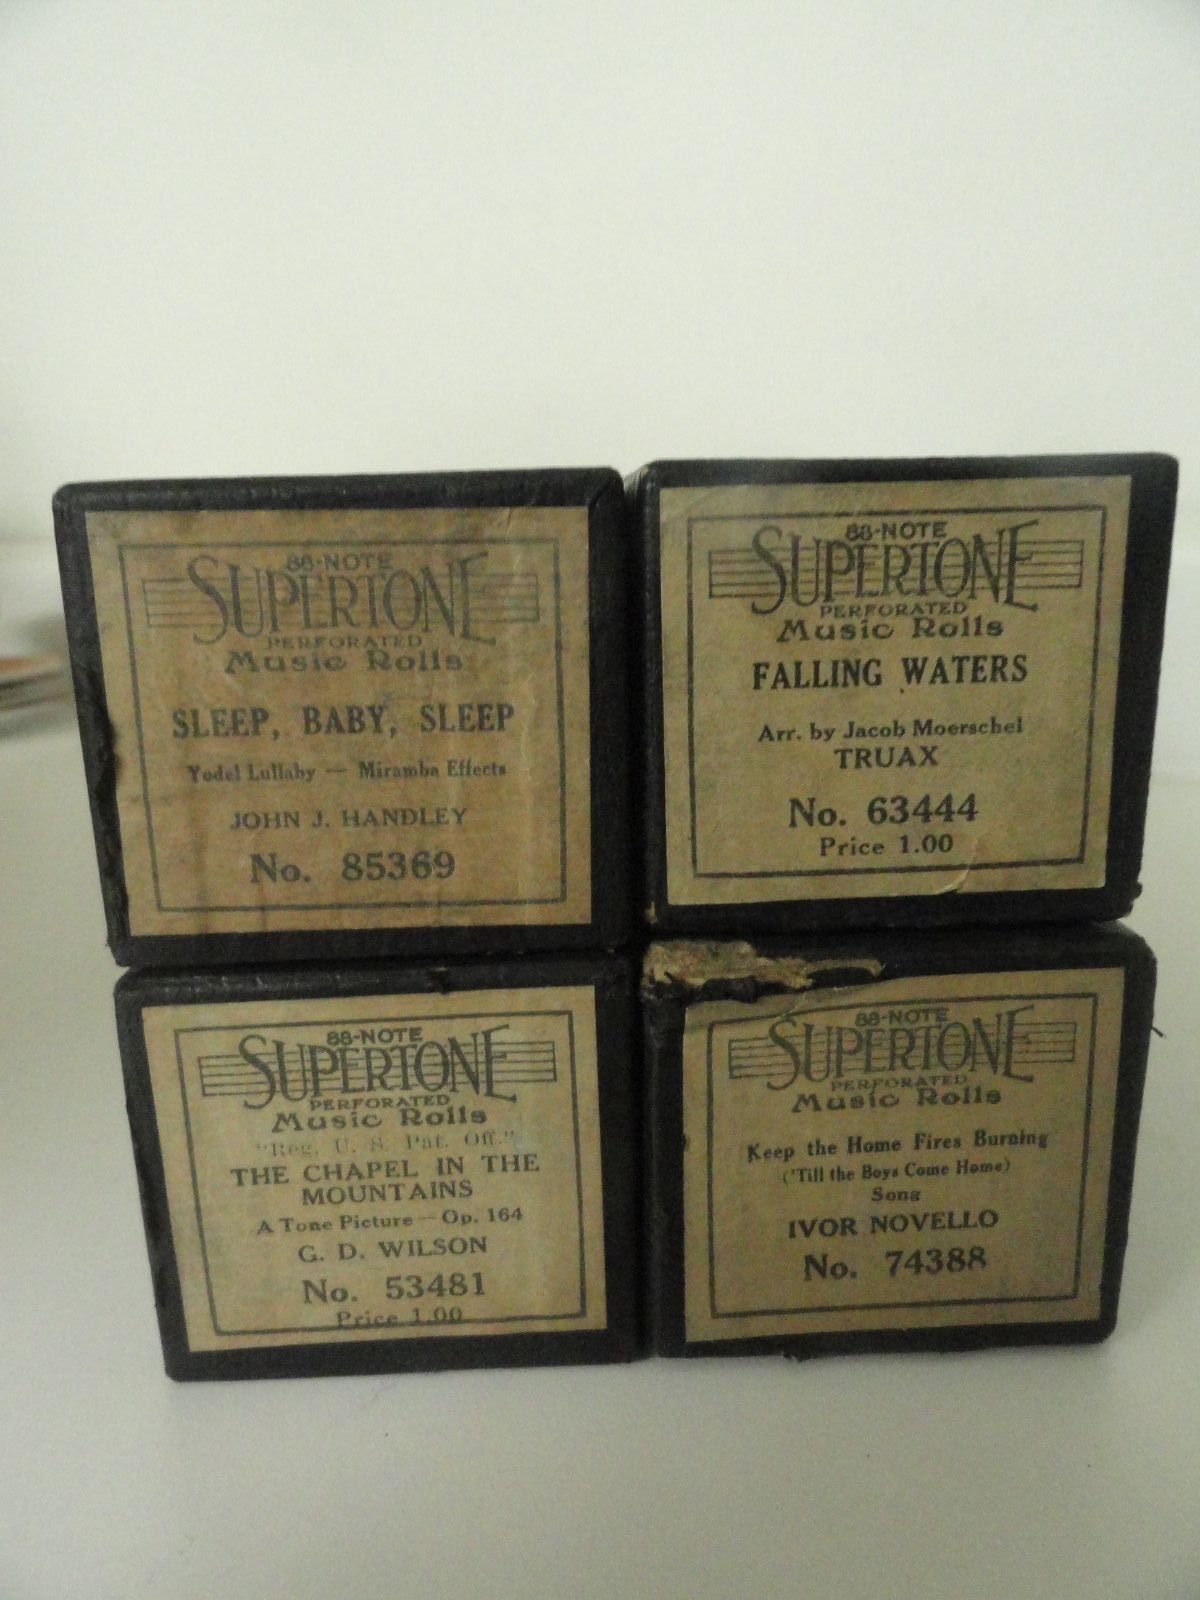 88-NOTE
SUPERTONE
PERFORATED
Music Rolls
SLEEP, BABY, SLEEP
Yodel Lullaby — Miramba Effects
JOHN J. HANDLEY
No. 85369
88-NOTE
SUPERTONE
PERFORATED
Music Rolls
FALLING WATERS
Arr. by Jacob Moerschel
TRUAX
No. 63444
Price 1.00
88-NOTE
SUPERTONE
PERFORATED
Music Rolls
"Reg. U. S. Pat. Off."
THE CHAPEL IN THE
MOUNTAINS
A Tone Picture — Op. 164
G. D. WILSON
No. 53481
Price 1.00
88-NOTE
SUPERTONE
PERFORATED
Music Rolls
Keep the Home Fires Burning
('Till the Boys Come Home)
Song
IVOR NOVELLO
No. 74388